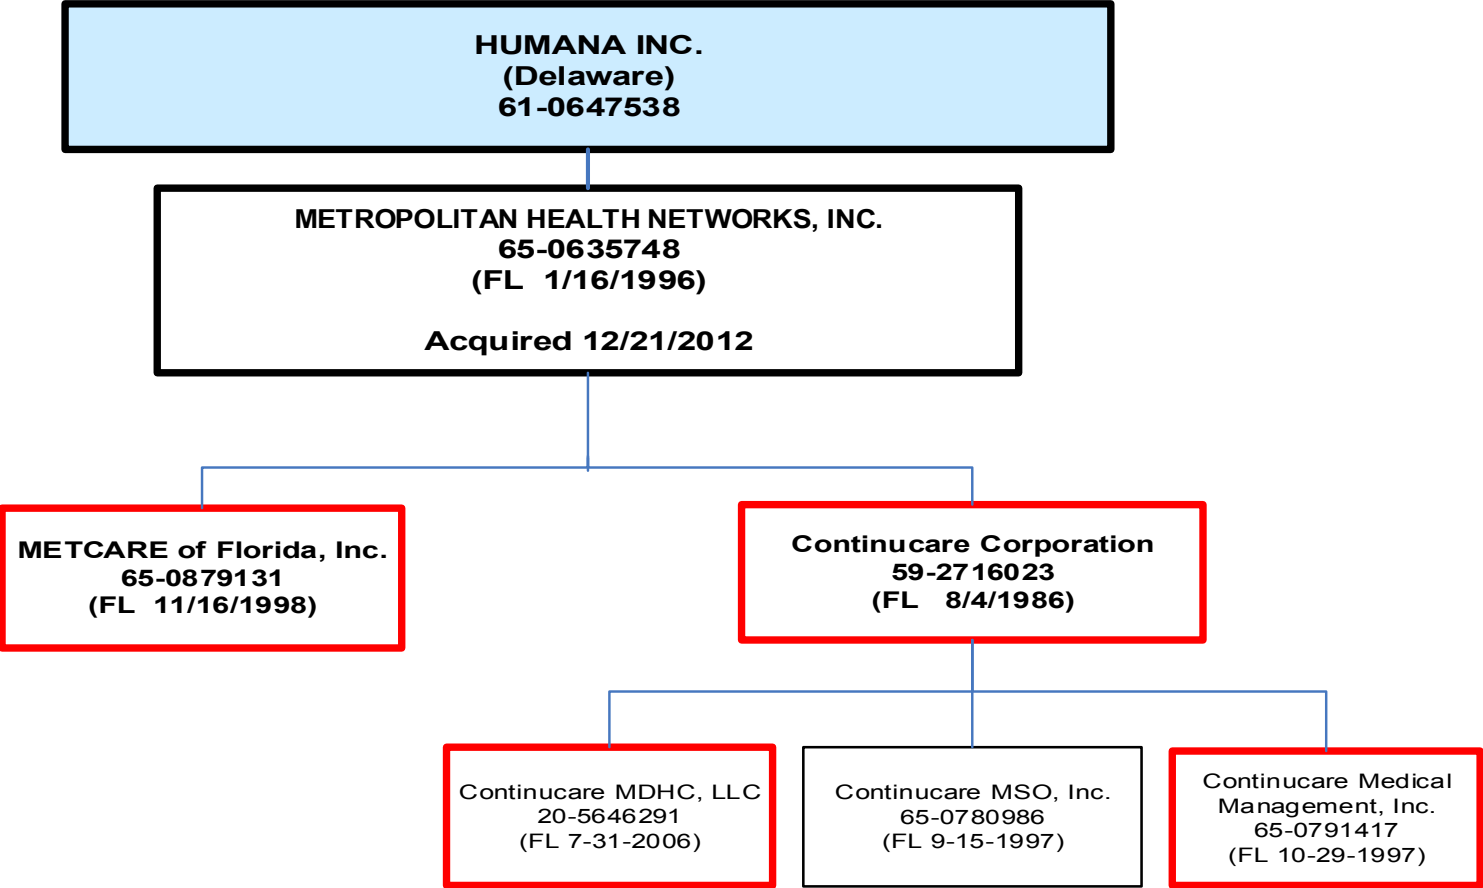 HUMANA INC.
(Delaware)
61-0647538
METROPOLITAN HEALTH NETWORKS, INC.
65-0635748
(FL 1/16/1996)
Acquired 12/21/2012
METCARE of Florida, Inc.
65-0879131
(FL 11/16/1998)
Continucare Corporation
59-2716023
(FL 8/4/1986)
Continucare MDHC, LLC
20-5646291
(FL 7-31-2006)
Continucare MSO, Inc.
65-0780986
(FL 9-15-1997)
Continucare Medical
Management, Inc.
65-0791417
(FL 10-29-1997)